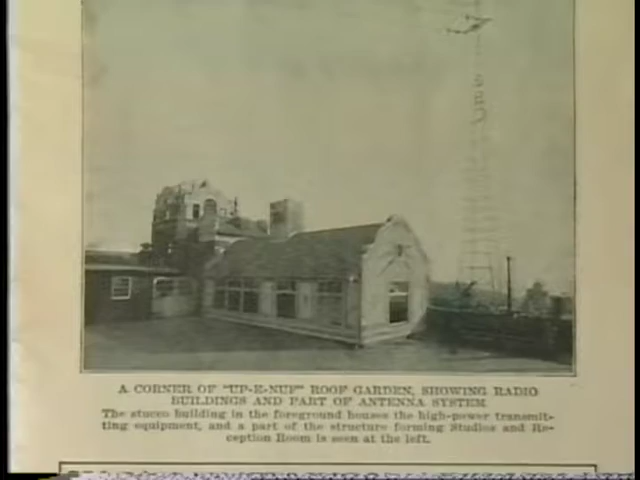 A CORNER OF "UP-E-NUF" ROOF GARDEN, SHOWING RADIO
BUILDINGS AND PART OF ANTENNA SYSTEM
The stucco building in the foreground houses the high-power transmit-
ting equipment, and a part of the structure forming Studios and Re-
ception Room is seen at the left.